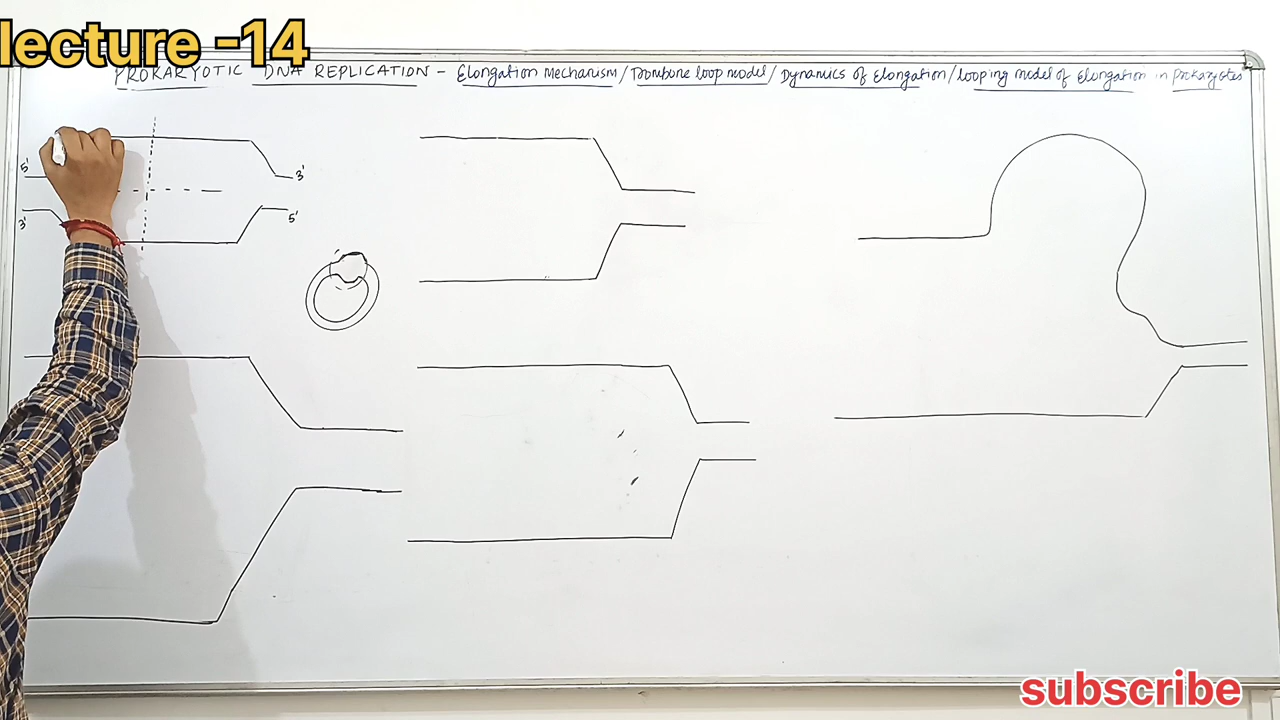 lecture -14
PROKARYOTIC DNA REPLICATION - Elongation Mechanism/Trombone loop model/Dynamics of Elongation/looping model of Elongation in prokaryotes
5' 3'
3' 5'
subscribe